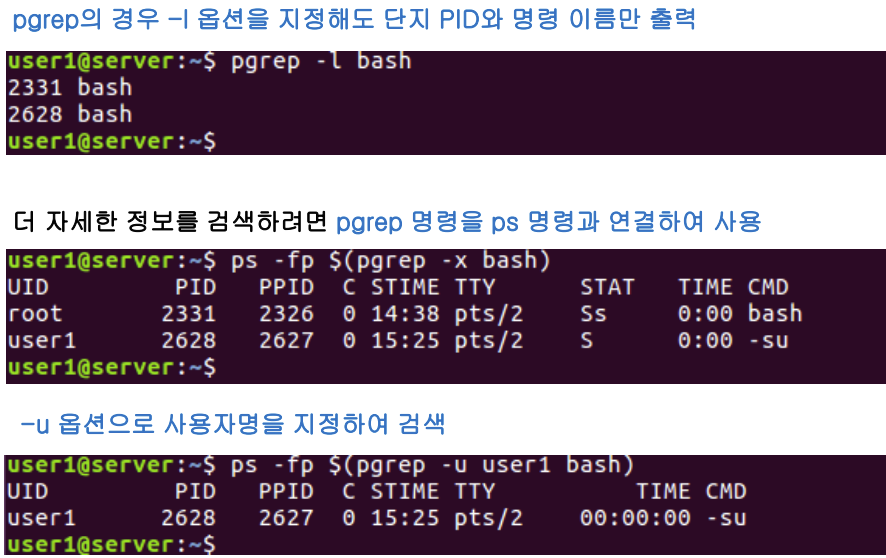 pgrep의 경우 -l 옵션을 지정해도 단지 PID와 명령 이름만 출력
user1@server:~$ pgrep -l bash
2331 bash
2628 bash
user1@server:~$
더 자세한 정보를 검색하려면 pgrep 명령을 ps 명령과 연결하여 사용
user1@server:~$ ps -fp $(pgrep -x bash)
UID         PID   PPID  C STIME TTY      STAT   TIME CMD
root       2331   2326  0 14:38 pts/2    Ss     0:00 bash
user1      2628   2627  0 15:25 pts/2    S      0:00 -su
user1@server:~$
-u 옵션으로 사용자명을 지정하여 검색
user1@server:~$ ps -fp $(pgrep -u user1 bash)
UID         PID   PPID  C STIME TTY          TIME CMD
user1      2628   2627  0 15:25 pts/2    00:00:00 -su
user1@server:~$